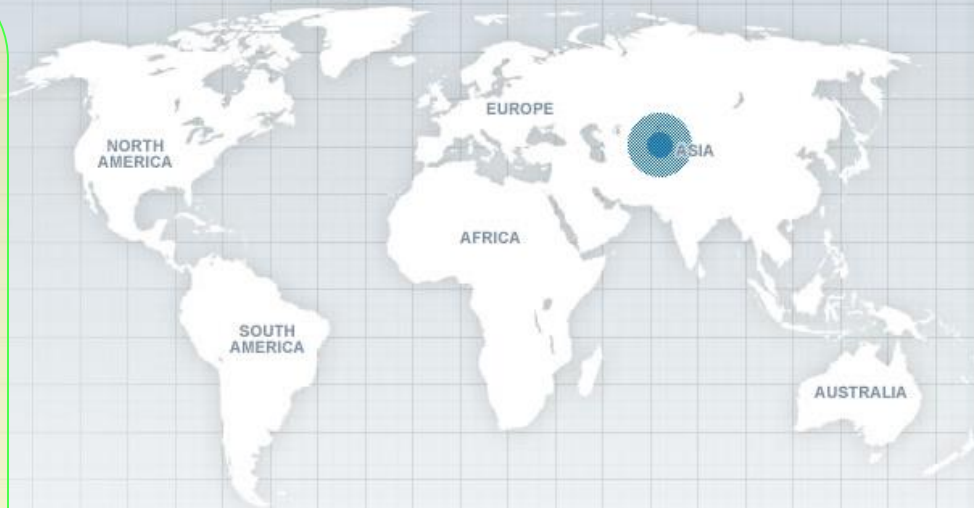 EUROPE
NORTH
AMERICA
ASIA
AFRICA
SOUTH
AMERICA
AUSTRALIA